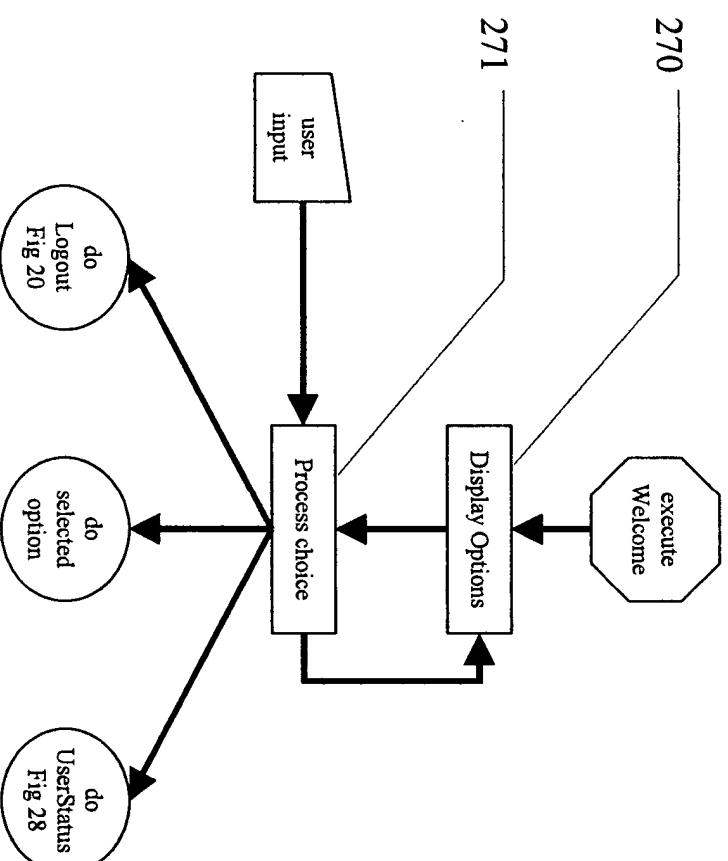 270
271
execute
Welcome
Display Options
user
input
Process choice
do
Logout
Fig 20
do
selected
option
do
UserStatus
Fig 28